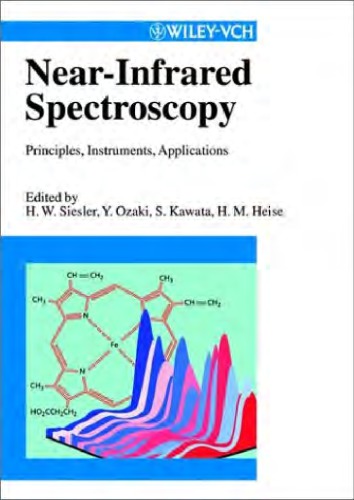 WILEY-VCH
Near-Infrared
Spectroscopy
Principles, Instruments, Applications
Edited by
H. W. Siesler, Y. Ozaki, S. Kawata, H. M. Heise
CH=CH₂
CH₃
CH₃
CH=CH₂
N
Fe
N
CH₃
CH₃
HO₂CCH₂CH₂